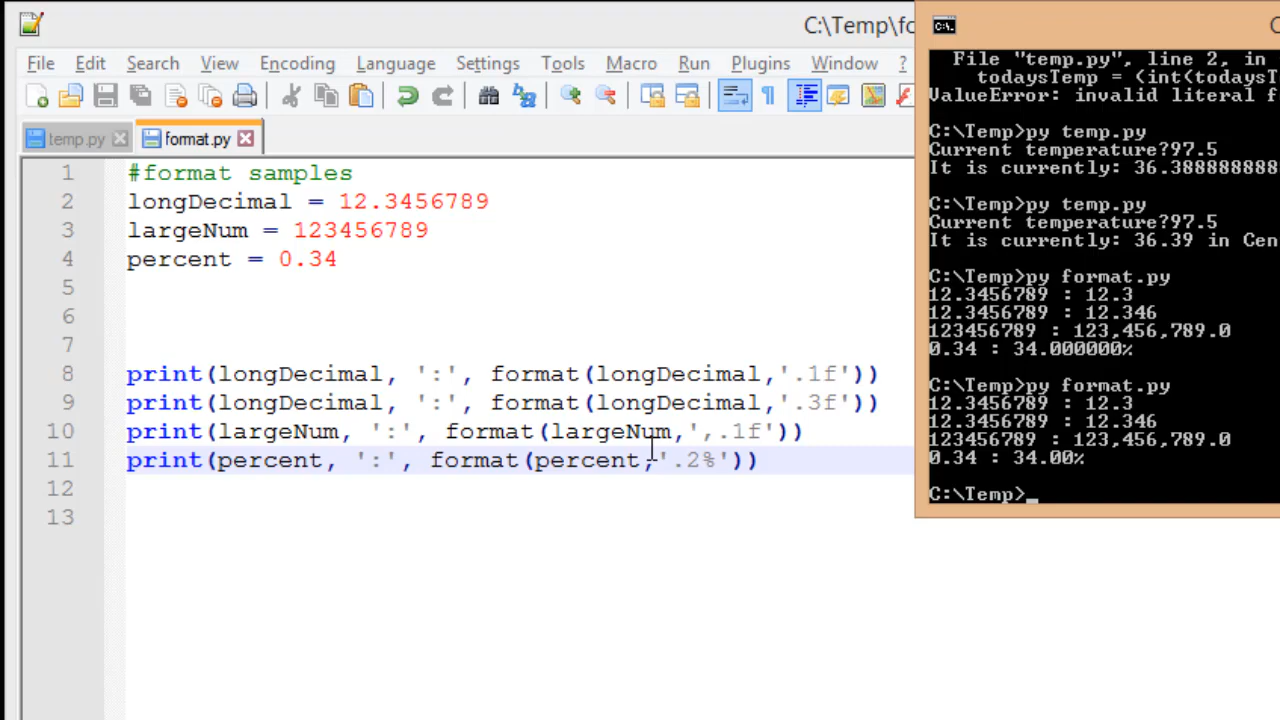 C:\Temp\fo
File Edit Search View Encoding Language Settings Tools Macro Run Plugins Window ?
temp.py format.py
1 #format samples
2 longDecimal = 12.3456789
3 largeNum = 123456789
4 percent = 0.34
5
6
7
8 print(longDecimal, ':', format(longDecimal,'.1f'))
9 print(longDecimal, ':', format(longDecimal,'.3f'))
10 print(largeNum, ':', format(largeNum,',.1f'))
11 print(percent, ':', format(percent,'.2%'))
12
13
C:\.
C
File "temp.py", line 2, in
todaysTemp = (int(todaysT
ValueError: invalid literal f
C:\Temp>py temp.py
Current temperature?97.5
It is currently: 36.388888888
C:\Temp>py temp.py
Current temperature?97.5
It is currently: 36.39 in Cen
C:\Temp>py format.py
12.3456789 : 12.3
12.3456789 : 12.346
123456789 : 123,456,789.0
0.34 : 34.000000%
C:\Temp>py format.py
12.3456789 : 12.3
12.3456789 : 12.346
123456789 : 123,456,789.0
0.34 : 34.00%
C:\Temp>_